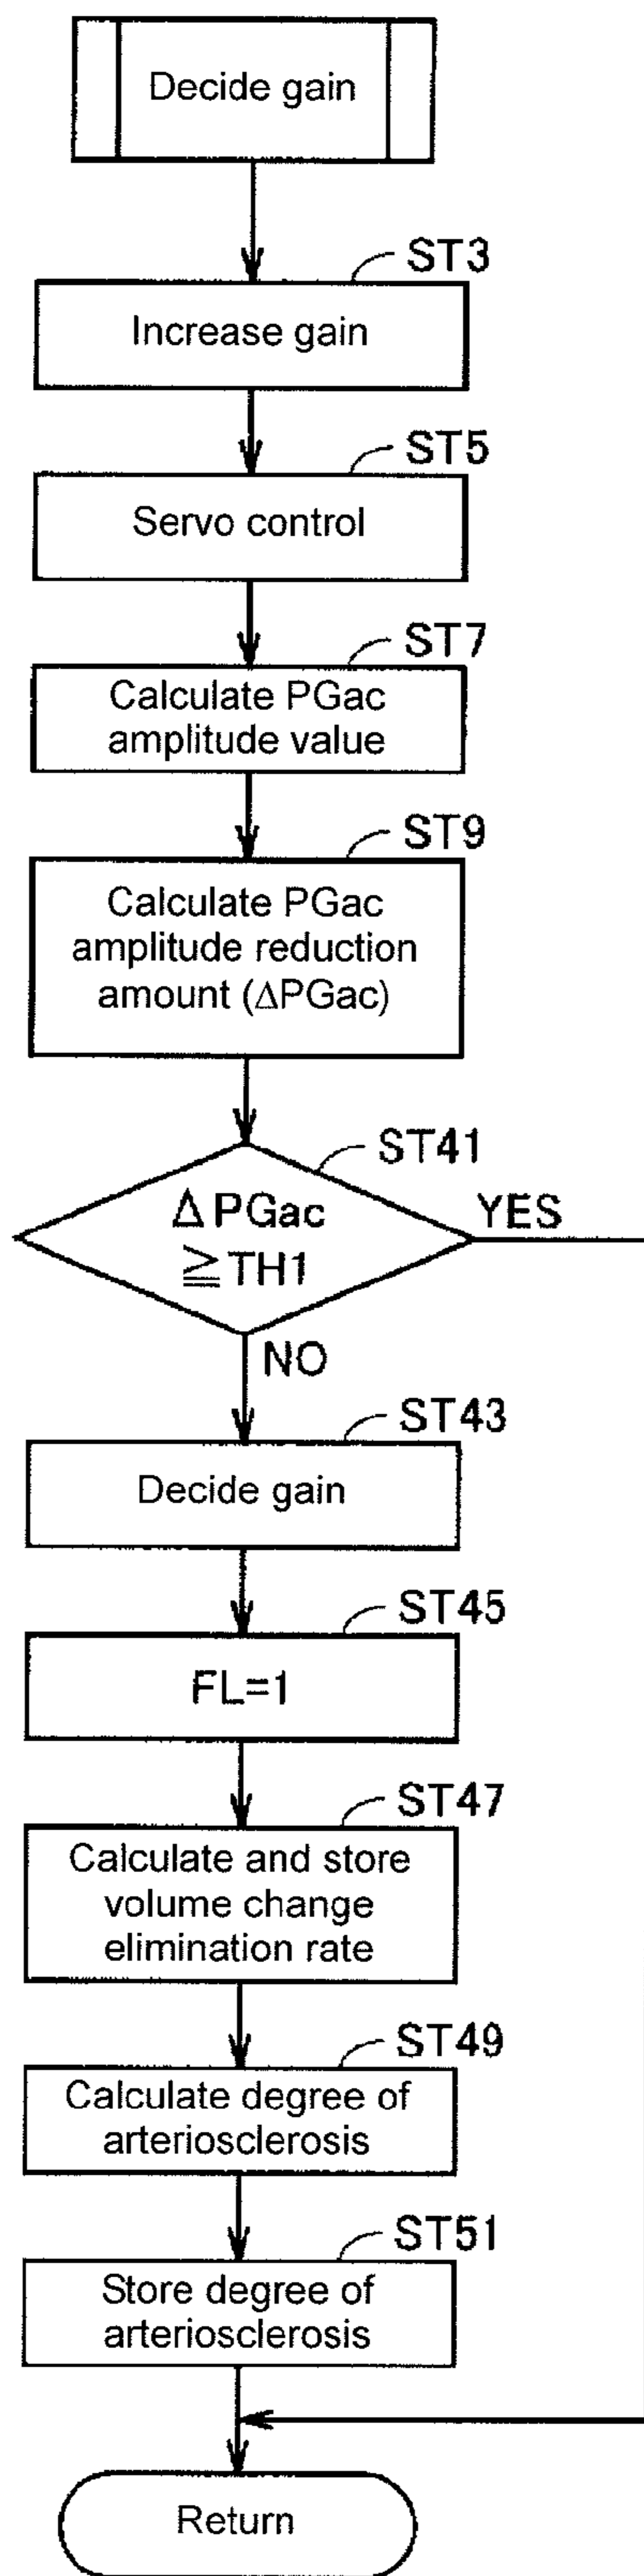 Decide gain
ST3
Increase gain
ST5
Servo control
ST7
Calculate PGac
amplitude value
ST9
Calculate PGac
amplitude reduction
amount (ΔPGac)
ST41
Δ PGac
≧TH1
YES
NO
ST43
Decide gain
ST45
FL=1
ST47
Calculate and store
volume change
elimination rate
ST49
Calculate degree of
arteriosclerosis
ST51
Store degree of
arteriosclerosis
Return